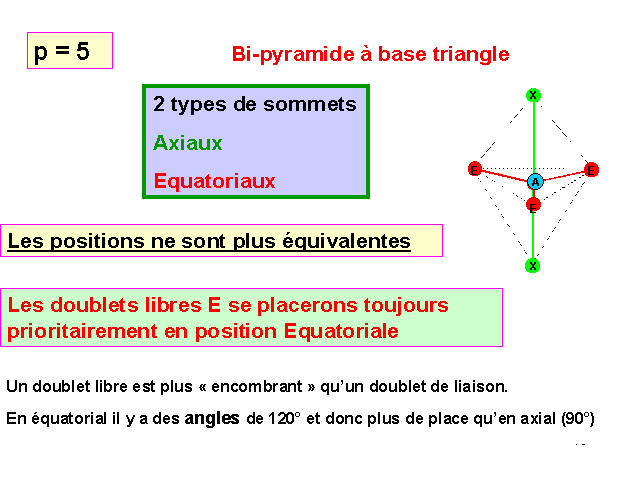 p = 5
Bi-pyramide à base triangle
2 types de sommets
Axiaux
Equatoriaux
X
E
E
A
E
X
Les positions ne sont plus équivalentes
Les doublets libres E se placerons toujours
prioritairement en position Equatoriale
Un doublet libre est plus « encombrant » qu'un doublet de liaison.
En équatorial il y a des angles de 120° et donc plus de place qu'en axial (90°)